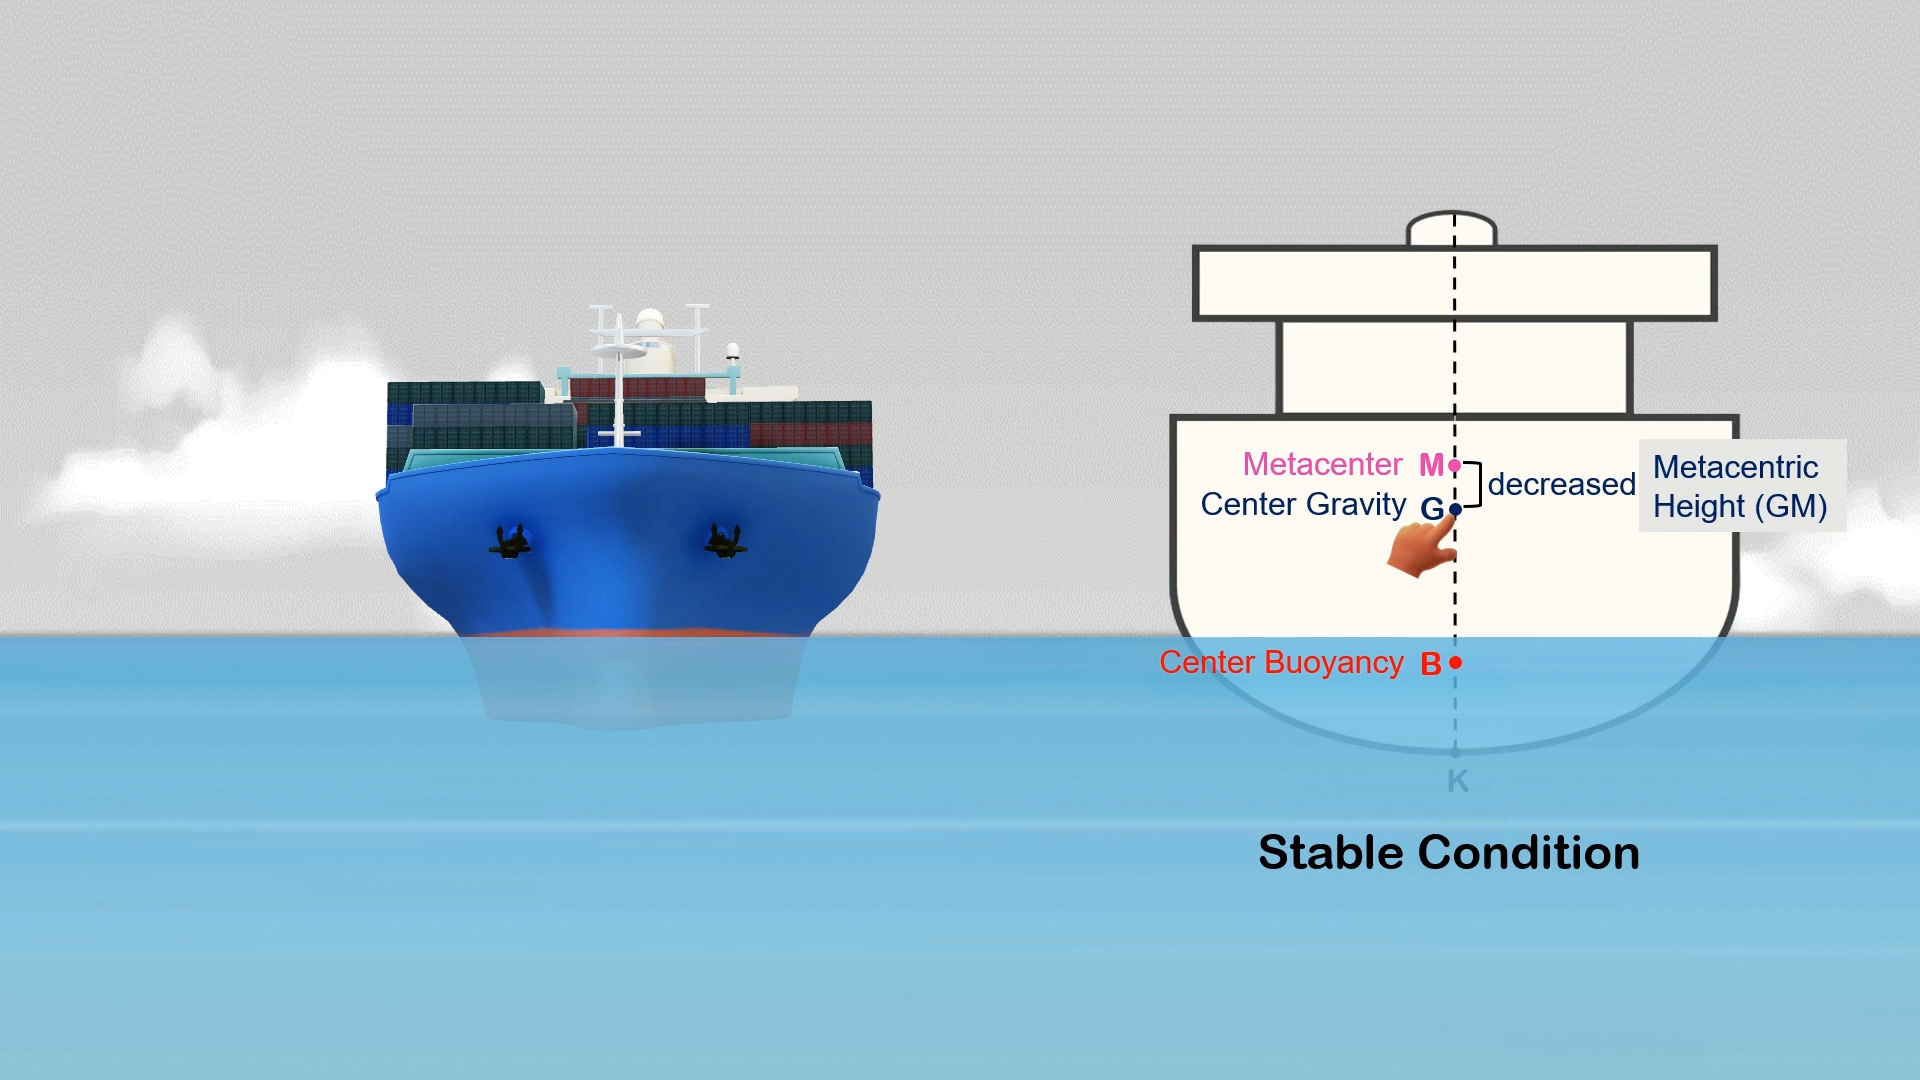 Metacenter M
Center Gravity G
decreased
Metacentric
Height (GM)
Center Buoyancy B
K
Stable Condition